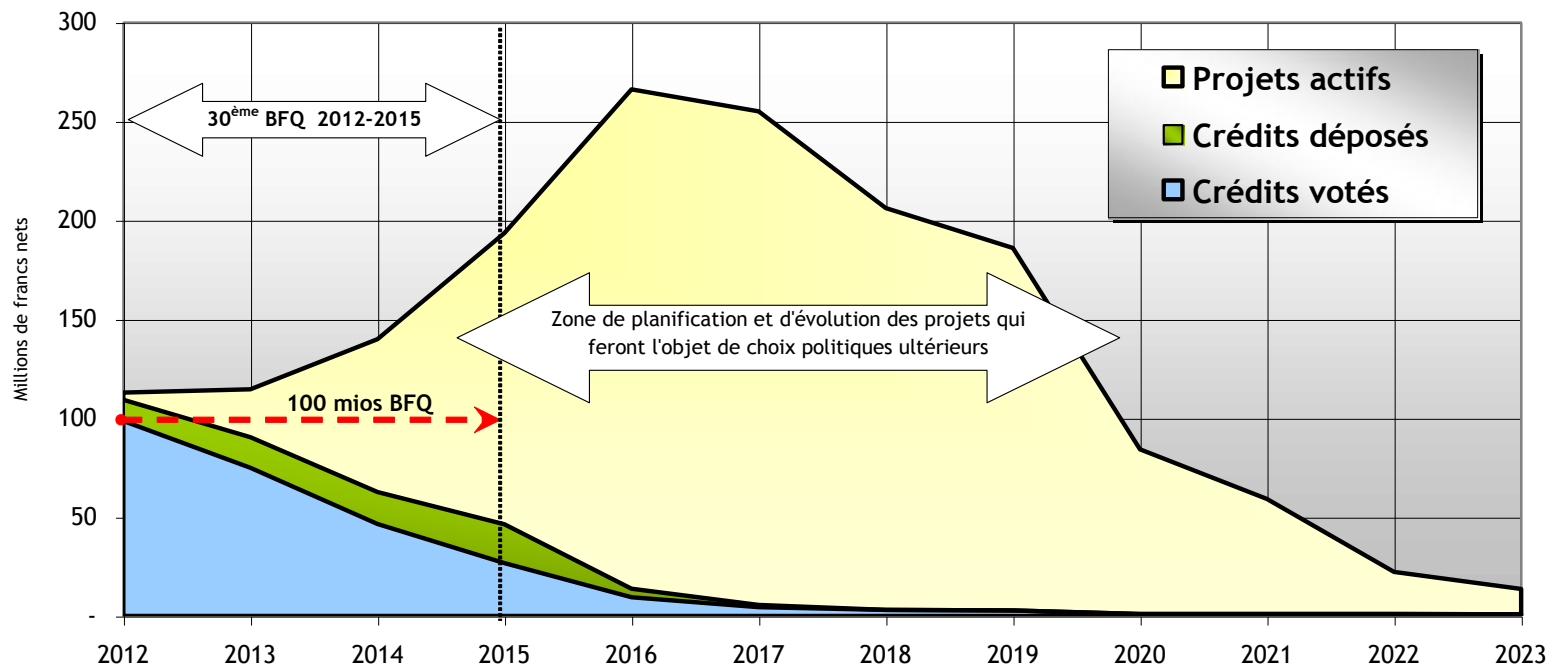 300
250
200
150
100
50
-
Millions de francs nets
30ème BFQ 2012-2015
Projets actifs
Crédits déposés
Crédits votés
Zone de planification et d'évolution des projets qui
feront l'objet de choix politiques ultérieurs
100 mios BFQ
2012 2013 2014 2015 2016 2017 2018 2019 2020 2021 2022 2023